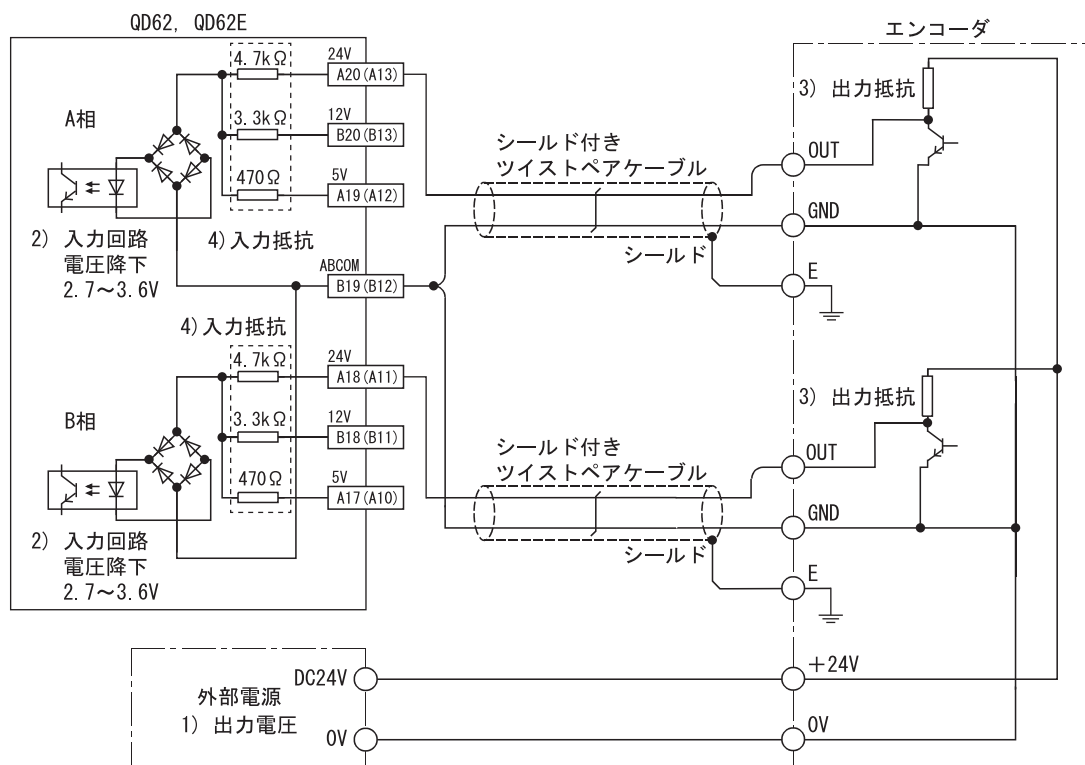 QD62, QD62E
エンコーダ
4.7kΩ
24V
A20(A13)
A相
3.3kΩ
12V
B20(B13)
470Ω
5V
A19(A12)
2) 入力回路
電圧降下
2.7～3.6V
4)入力抵抗
ABCOM
B19(B12)
シールド付き
ツイストペアケーブル
シールド
3) 出力抵抗
OUT
GND
E
4)入力抵抗
4.7kΩ
24V
A18(A11)
B相
3.3kΩ
12V
B18(B11)
470Ω
5V
A17(A10)
2) 入力回路
電圧降下
2.7～3.6V
シールド付き
ツイストペアケーブル
シールド
3) 出力抵抗
OUT
GND
E
外部電源
1) 出力電圧
DC24V
0V
+24V
0V